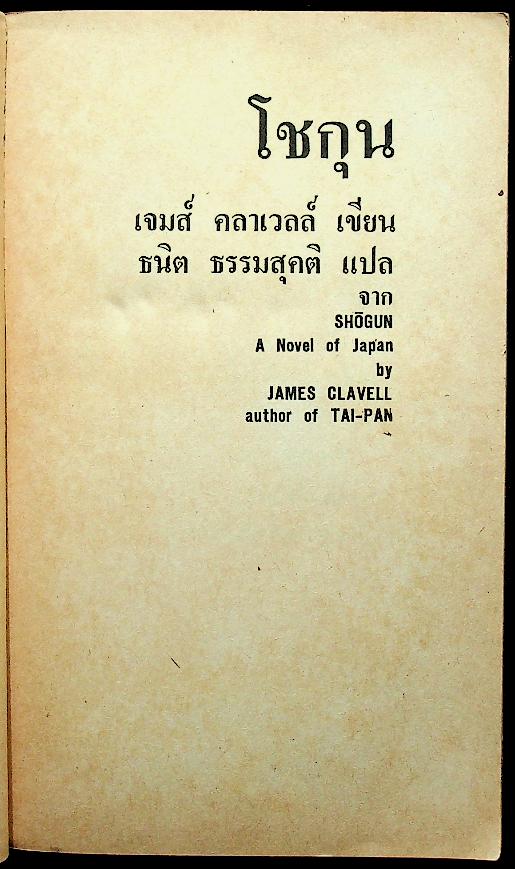 โชกุน
เจมส์ คลาเวลล์ เขียน
ธนิต ธรรมสุคติ แปล
จาก
SHŌGUN
A Novel of Japan
by
JAMES CLAVELL
author of TAI-PAN